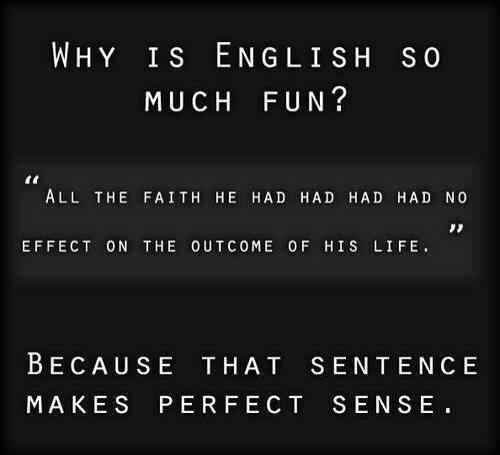 WHY IS ENGLISH SO
MUCH FUN?
“ALL THE FAITH HE HAD HAD HAD HAD NO
EFFECT ON THE OUTCOME OF HIS LIFE.”
BECAUSE THAT SENTENCE
MAKES PERFECT SENSE.